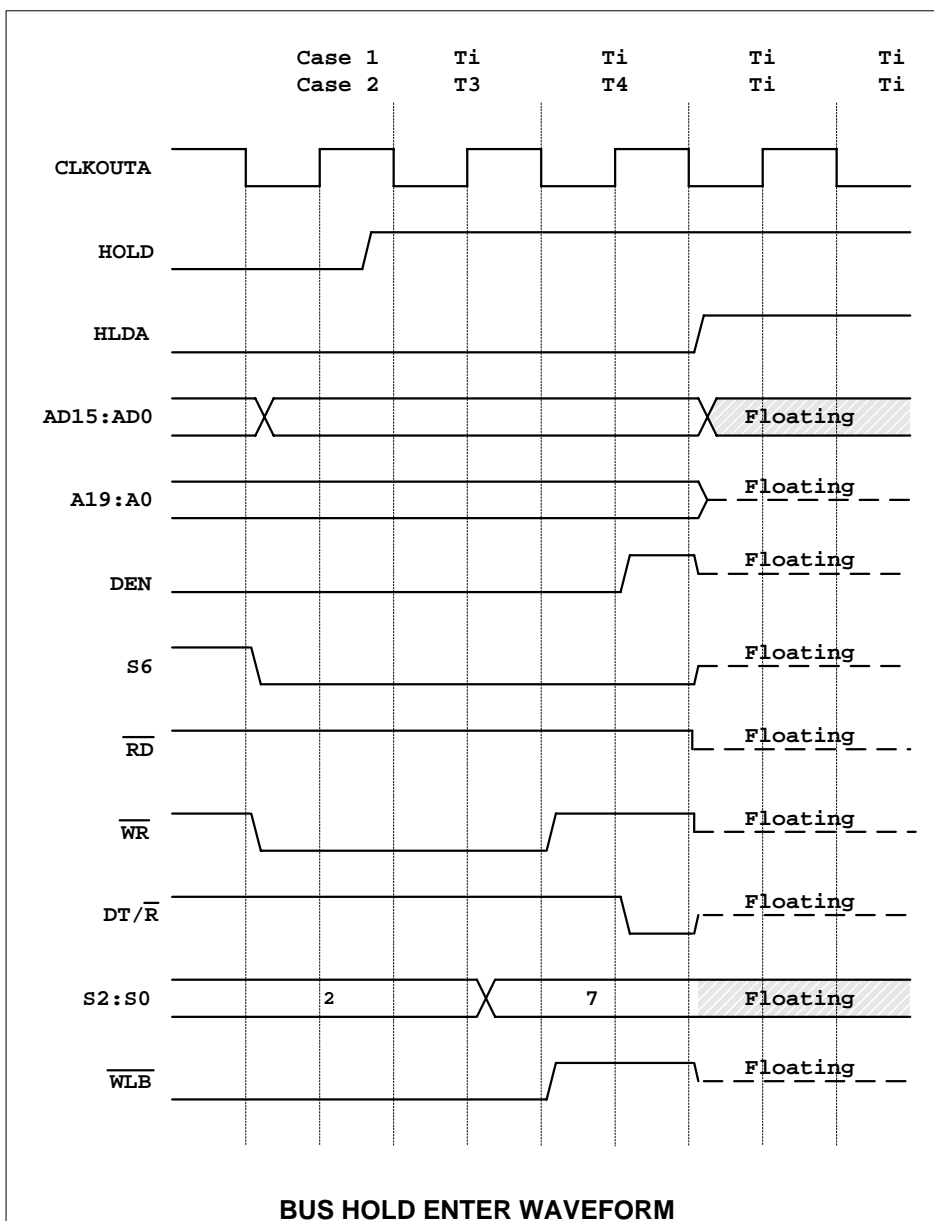 Case 1 Ti Ti Ti Ti
Case 2 T3 T4 Ti Ti
CLKOUTA
HOLD
HLDA
AD15:AD0 Floating
A19:A0 Floating
DEN Floating
S6 Floating
RD Floating
WR Floating
DT/R Floating
S2:S0 2 7 Floating
WLB Floating
BUS HOLD ENTER WAVEFORM